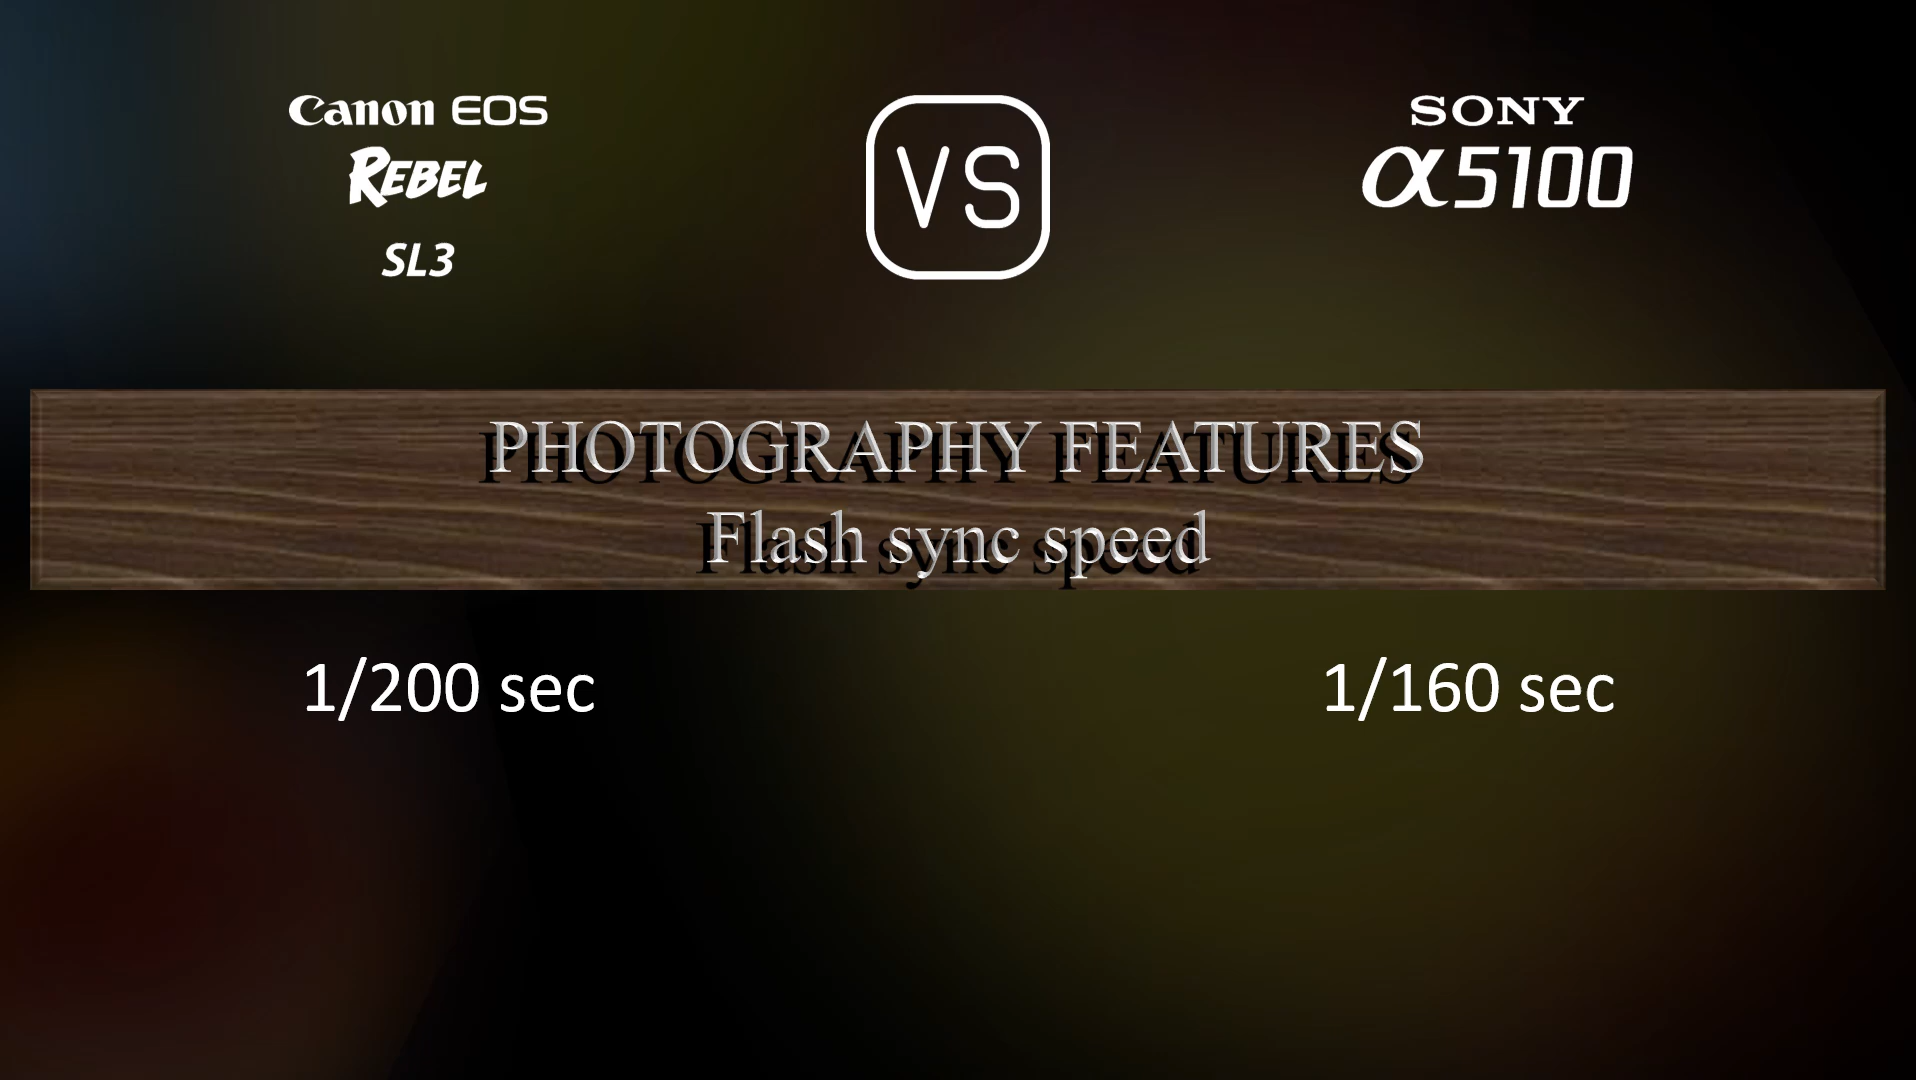 Canon EOS
REBEL
SL3
VS
SONY
α5100
PHOTOGRAPHY FEATURES
Flash sync speed
1/200 sec
1/160 sec